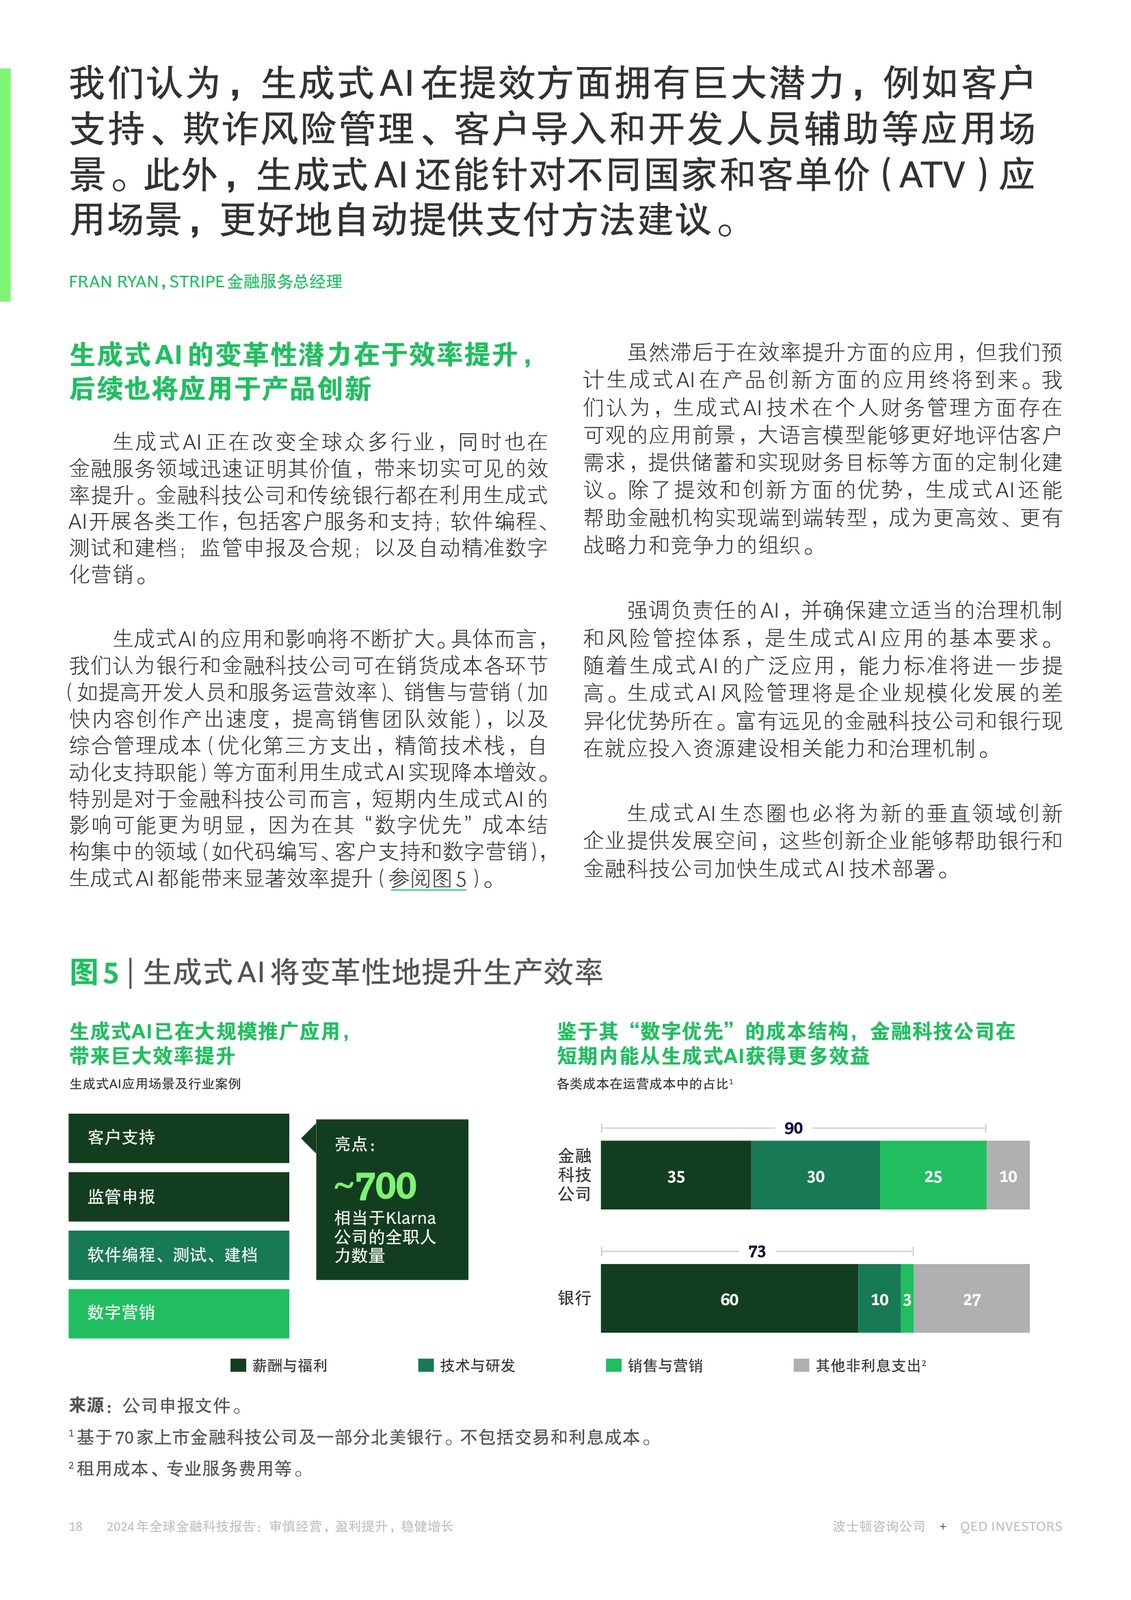 我们认为，生成式AI在提效方面拥有巨大潜力，例如客户
支持、欺诈风险管理、客户导入和开发人员辅助等应用场
景。此外，生成式AI还能针对不同国家和客单价（ATV）应
用场景，更好地自动提供支付方法建议。
FRAN RYAN，STRIPE金融服务总经理
生成式AI的变革性潜力在于效率提升，
后续也将应用于产品创新
生成式AI正在改变全球众多行业，同时也在
金融服务领域迅速证明其价值，带来切实可见的效
率提升。金融科技公司和传统银行都在利用生成式
AI开展各类工作，包括客户服务和支持；软件编程、
测试和建档；监管申报及合规；以及自动精准数字
化营销。
生成式AI的应用和影响将不断扩大。具体而言，
我们认为银行和金融科技公司可在销货成本各环节
（如提高开发人员和服务运营效率）、销售与营销（加
快内容创作产出速度，提高销售团队效能），以及
综合管理成本（优化第三方支出，精简技术栈，自
动化支持职能）等方面利用生成式AI实现降本增效。
特别是对于金融科技公司而言，短期内生成式AI的
影响可能更为明显，因为在其“数字优先”成本结
构集中的领域（如代码编写、客户支持和数字营销），
生成式AI都能带来显著效率提升（参阅图5）。
虽然滞后于在效率提升方面的应用，但我们预
计生成式AI在产品创新方面的应用终将到来。我
们认为，生成式AI技术在个人财务管理方面存在
可观的应用前景，大语言模型能够更好地评估客户
需求，提供储蓄和实现财务目标等方面的定制化建
议。除了提效和创新方面的优势，生成式AI还能
帮助金融机构实现端到端转型，成为更高效、更有
战略力和竞争力的组织。
强调负责任的AI，并确保建立适当的治理机制
和风险管控体系，是生成式AI应用的基本要求。
随着生成式AI的广泛应用，能力标准将进一步提
高。生成式AI风险管理将是企业规模化发展的差
异化优势所在。富有远见的金融科技公司和银行现
在就应投入资源建设相关能力和治理机制。
生成式AI生态圈也必将为新的垂直领域创新
企业提供发展空间，这些创新企业能够帮助银行和
金融科技公司加快生成式AI技术部署。
图5 | 生成式AI将变革性地提升生产效率
生成式AI已在大规模推广应用，
带来巨大效率提升
生成式AI应用场景及行业案例
客户支持
监管申报
软件编程、测试、建档
数字营销
亮点：
~700
相当于Klarna
公司的全职人
力数量
鉴于其“数字优先”的成本结构，金融科技公司在
短期内能从生成式AI获得更多效益
各类成本在运营成本中的占比¹
90
金融
科技
公司
35 30 25 10
73
银行
60 10 3 27
薪酬与福利 技术与研发 销售与营销 其他非利息支出²
来源：公司申报文件。
¹基于70家上市金融科技公司及一部分北美银行。不包括交易和利息成本。
²租用成本、专业服务费用等。
18 2024年全球金融科技报告：审慎经营，盈利提升，稳健增长 波士顿咨询公司 + QED INVESTORS